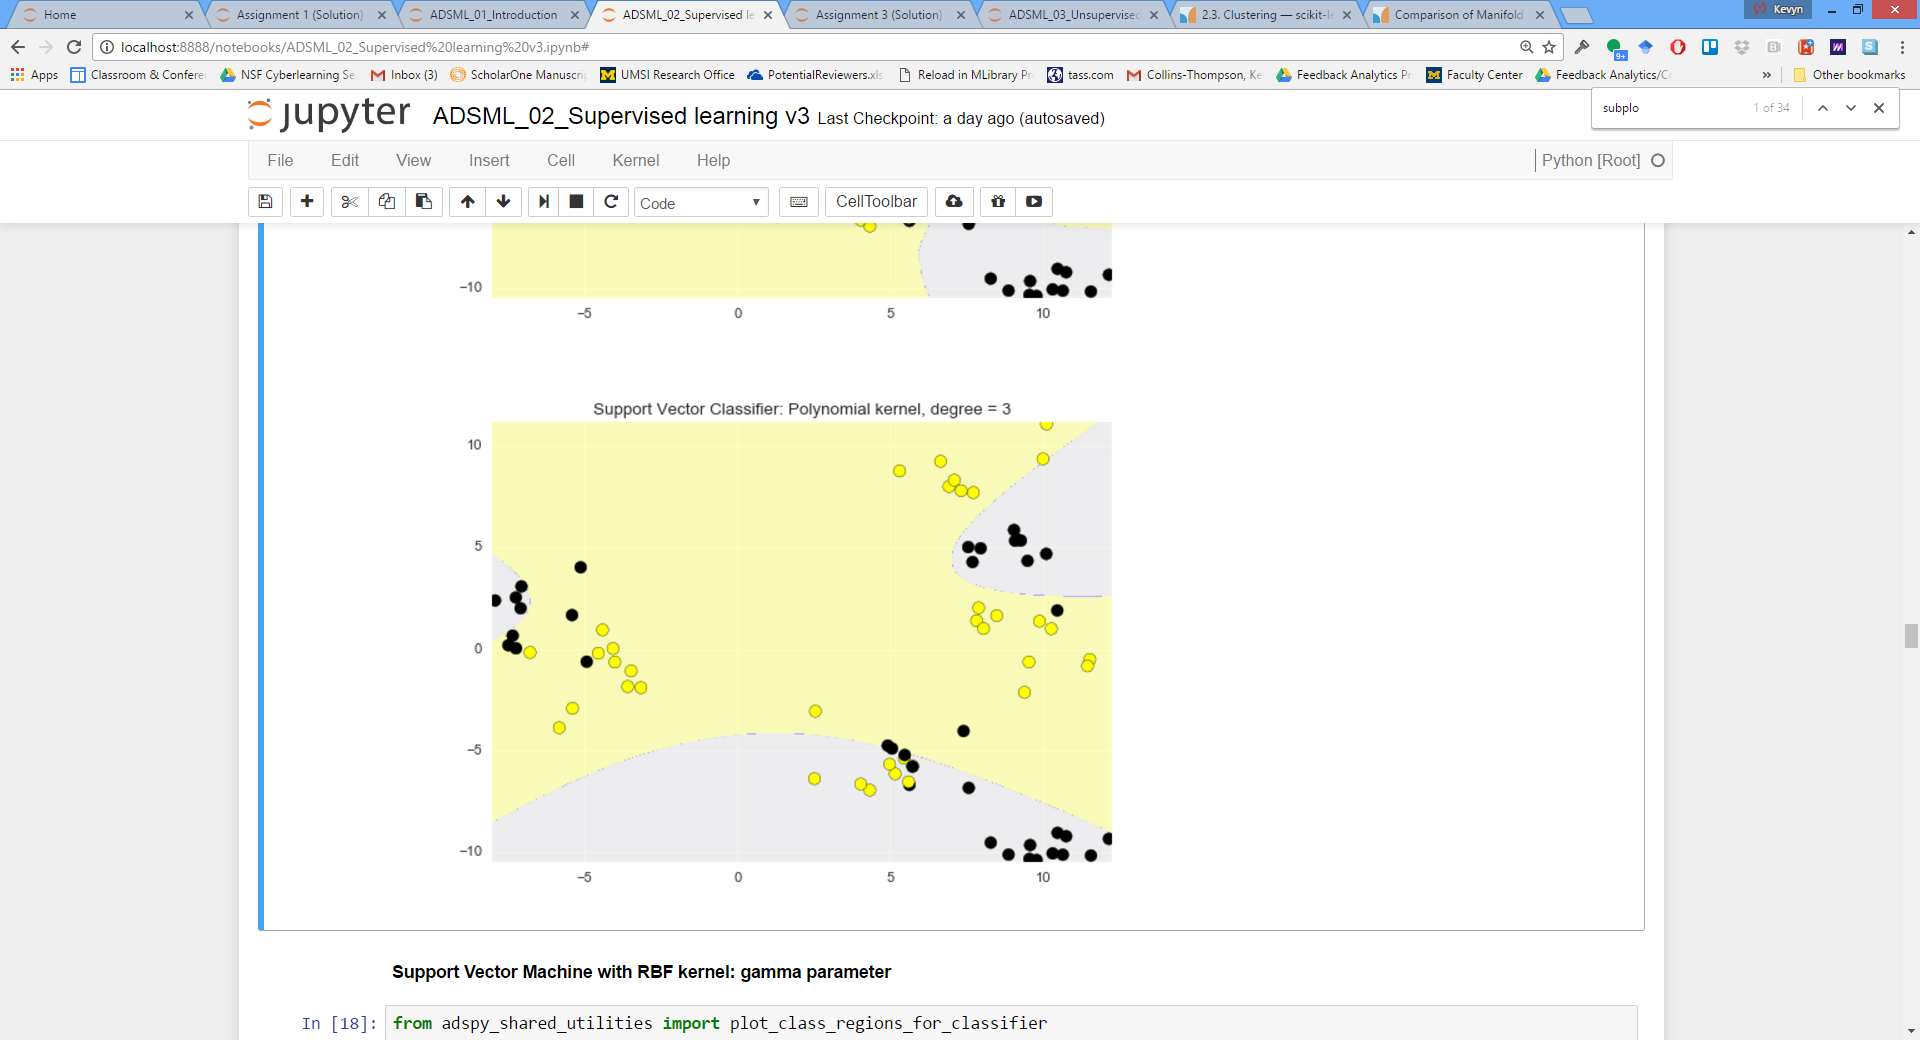 Home
Assignment 1 (Solution)
ADSML_01_Introduction
ADSML_02_Supervised le
Assignment 3 (Solution)
ADSML_03_Unsupervised
2.3. Clustering — scikit-le
Comparison of Manifold
Kevyn
localhost:8888/notebooks/ADSML_02_Supervised%20learning%20v3.ipynb#
9+
Apps
Classroom & Confere
NSF Cyberlearning Se
Inbox (3)
ScholarOne Manuscri
UMSI Research Office
PotentialReviewers.xls
Reload in MLibrary Pr
tass.com
Collins-Thompson, Ke
Feedback Analytics Pr
Faculty Center
Feedback Analytics/Co
»
Other bookmarks
subplo
1 of 34
jupyter
ADSML_02_Supervised learning v3 Last Checkpoint: a day ago (autosaved)
File Edit View Insert Cell Kernel Help
Python [Root]
Code
CellToolbar
−10
−5 0 5 10
Support Vector Classifier: Polynomial kernel, degree = 3
10
5
0
−5
−10
−5 0 5 10
Support Vector Machine with RBF kernel: gamma parameter
In [18]: from adspy_shared_utilities import plot_class_regions_for_classifier